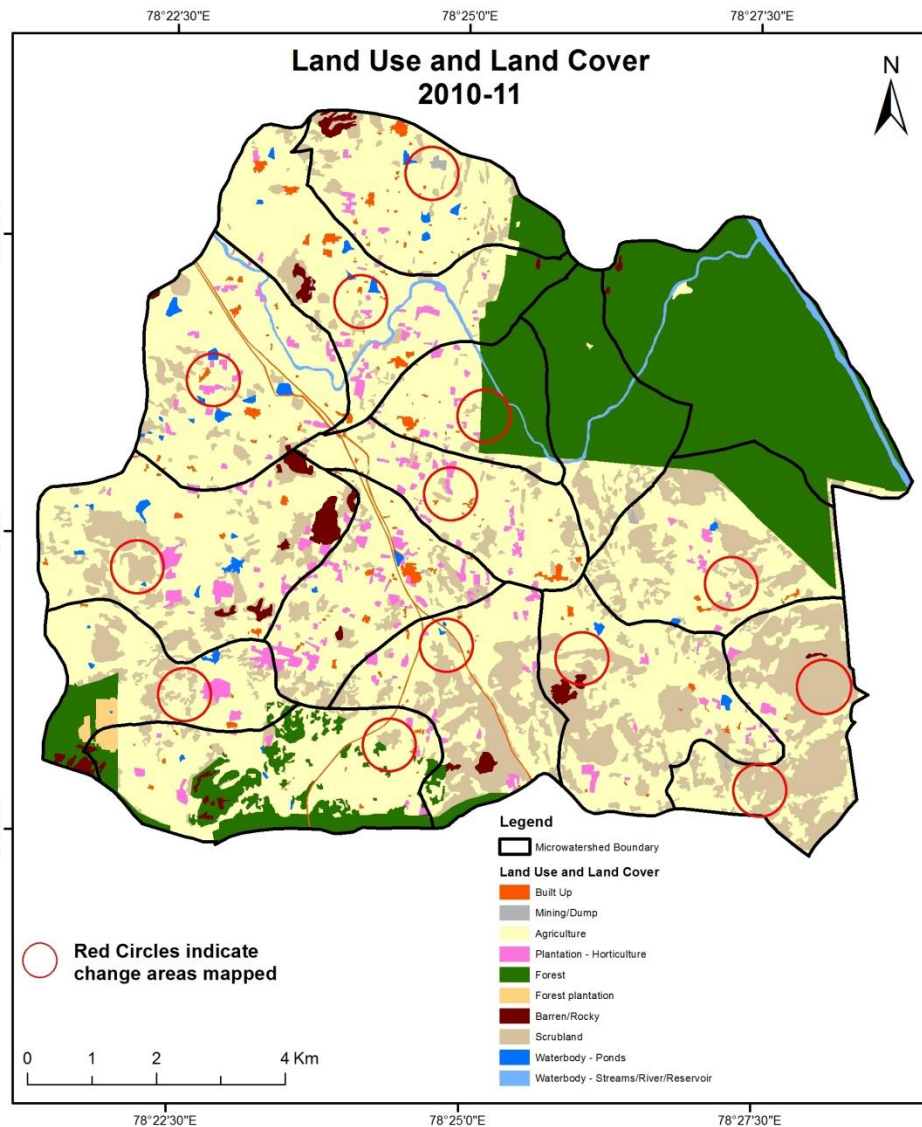 78°22'30"E 78°25'0"E 78°27'30"E
Land Use and Land Cover
2010-11
N
Legend
Microwatershed Boundary
Land Use and Land Cover
Built Up
Mining/Dump
Agriculture
Plantation - Horticulture
Forest
Forest plantation
Barren/Rocky
Scrubland
Waterbody - Ponds
Waterbody - Streams/River/Reservoir
Red Circles indicate
change areas mapped
0 1 2 4 Km
78°22'30"E 78°25'0"E 78°27'30"E